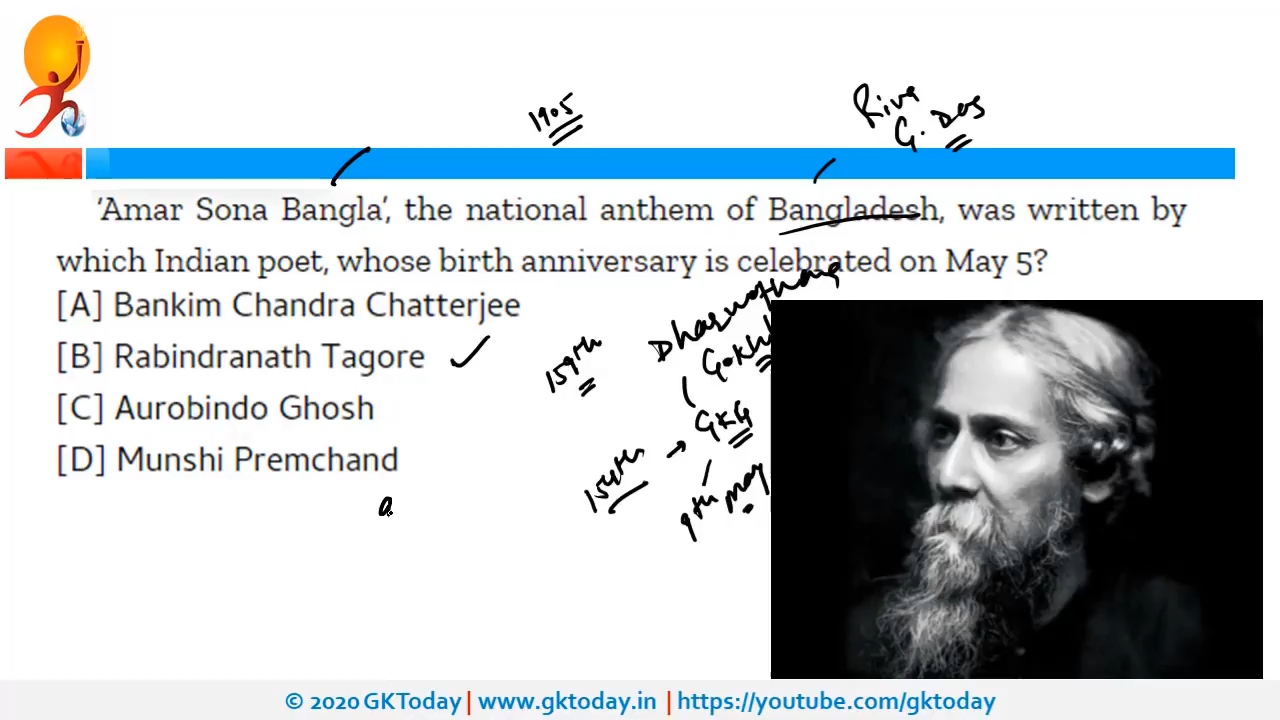 1905
Riva
G. Das
‘Amar Sona Bangla’, the national anthem of Bangladesh, was written by
which Indian poet, whose birth anniversary is celebrated on May 5?
[A] Bankim Chandra Chatterjee
[B] Rabindranath Tagore
[C] Aurobindo Ghosh
[D] Munshi Premchand
159th
GKG
154th
9th May
© 2020 GKToday | www.gktoday.in | https://youtube.com/gktoday